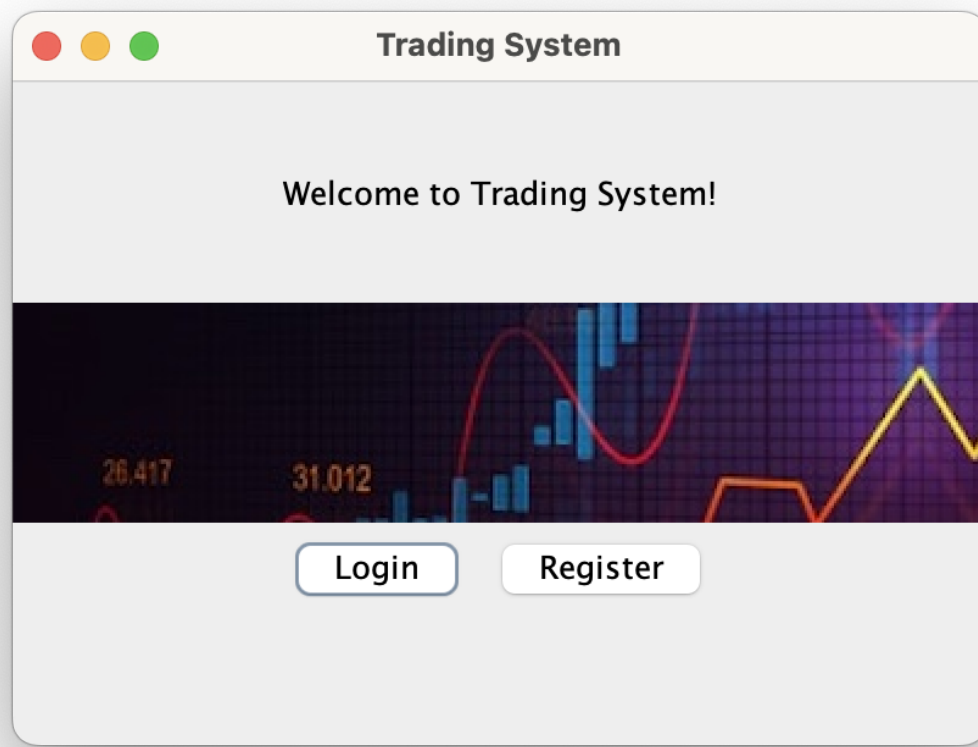 Trading System
Welcome to Trading System!
26.417
31.012
Login
Register